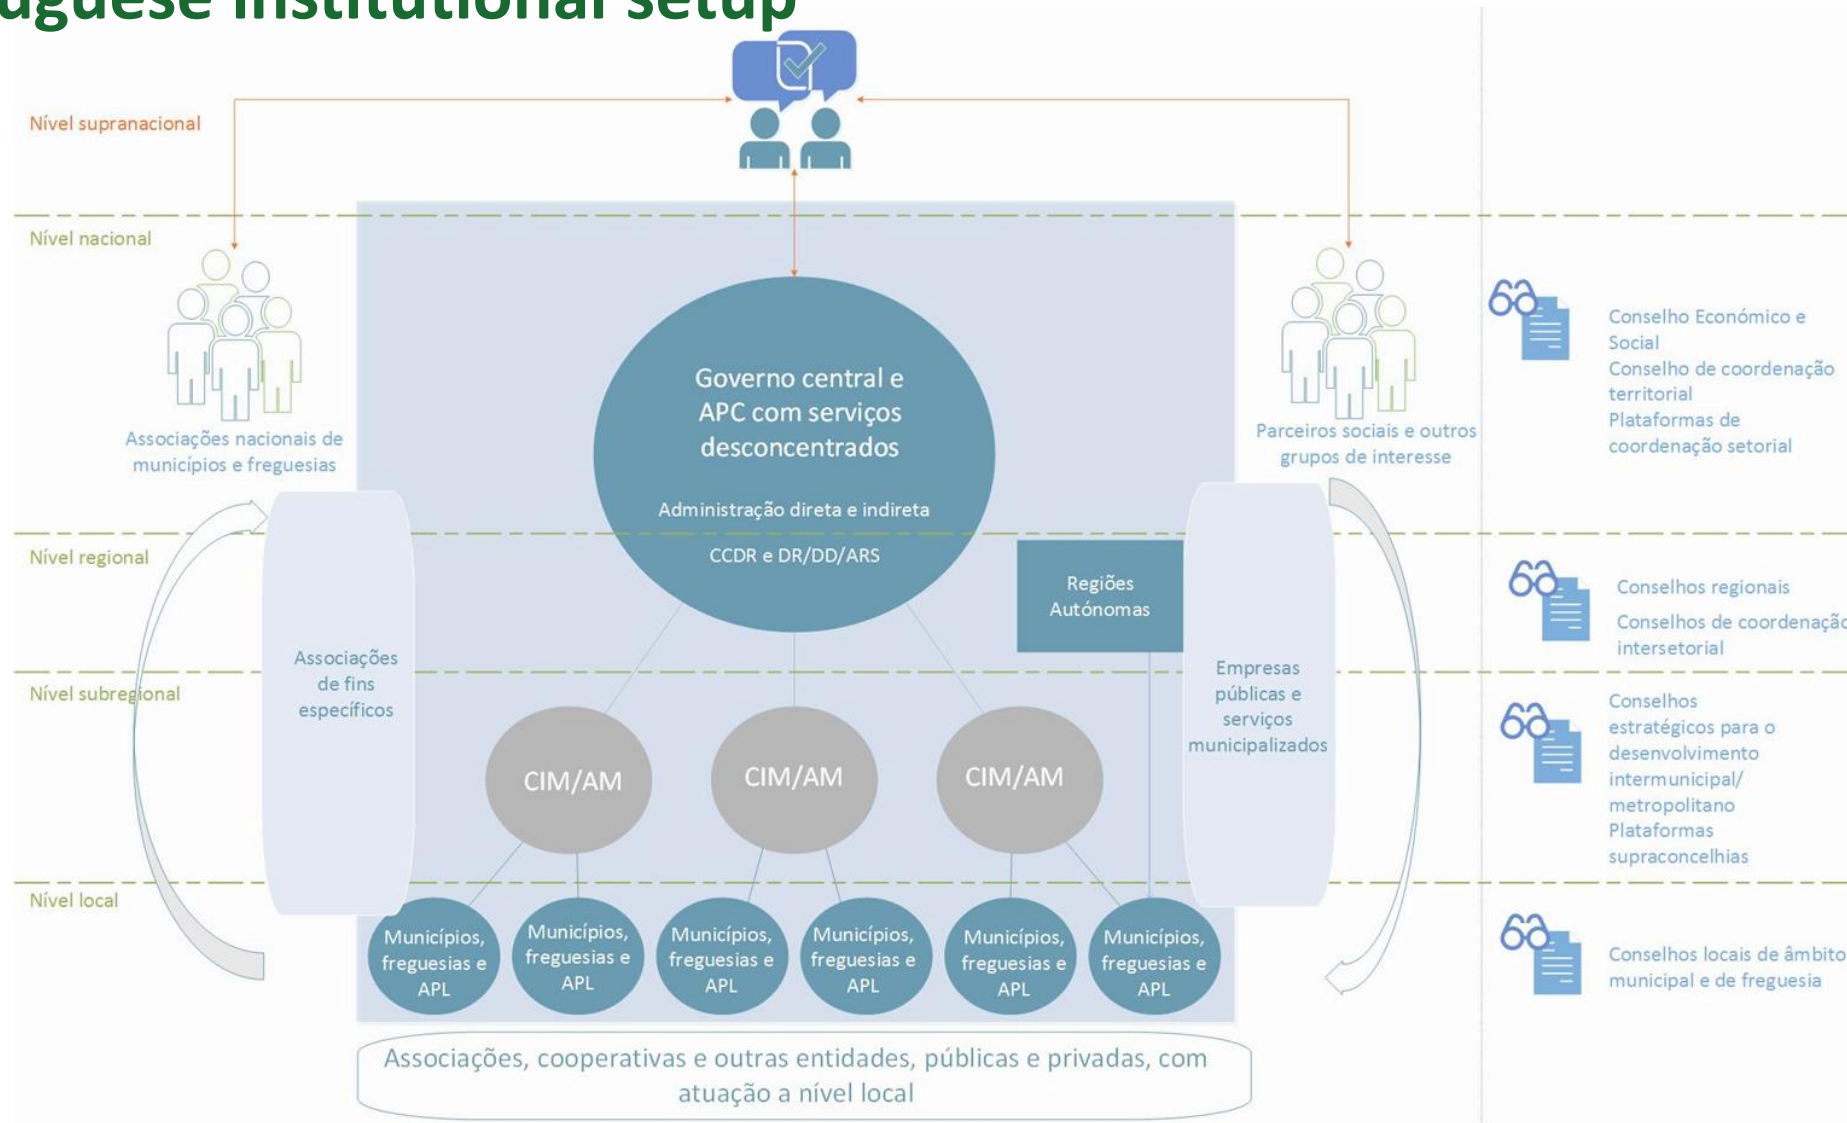 uguese institutional setup
Nível supranacional
Nível nacional
Associações nacionais de
municípios e freguesias
Governo central e
APC com serviços
desconcentrados
Administração direta e indireta
CCDR e DR/DD/ARS
Parceiros sociais e outros
grupos de interesse
Conselho Económico e
Social
Conselho de coordenação
territorial
Plataformas de
coordenação setorial
Nível regional
Regiões
Autónomas
Conselhos regionais
Conselhos de coordenação
intersetorial
Associações
de fins
específicos
Empresas
públicas e
serviços
municipalizados
Nível subregional
CIM/AM
CIM/AM
CIM/AM
Conselhos
estratégicos para o
desenvolvimento
intermunicipal/
metropolitano
Plataformas
supraconcelhias
Nível local
Municípios,
freguesias e
APL
Municípios,
freguesias e
APL
Municípios,
freguesias e
APL
Municípios,
freguesias e
APL
Municípios,
freguesias e
APL
Municípios,
freguesias e
APL
Conselhos locais de âmbito
municipal e de freguesia
Associações, cooperativas e outras entidades, públicas e privadas, com
atuação a nível local